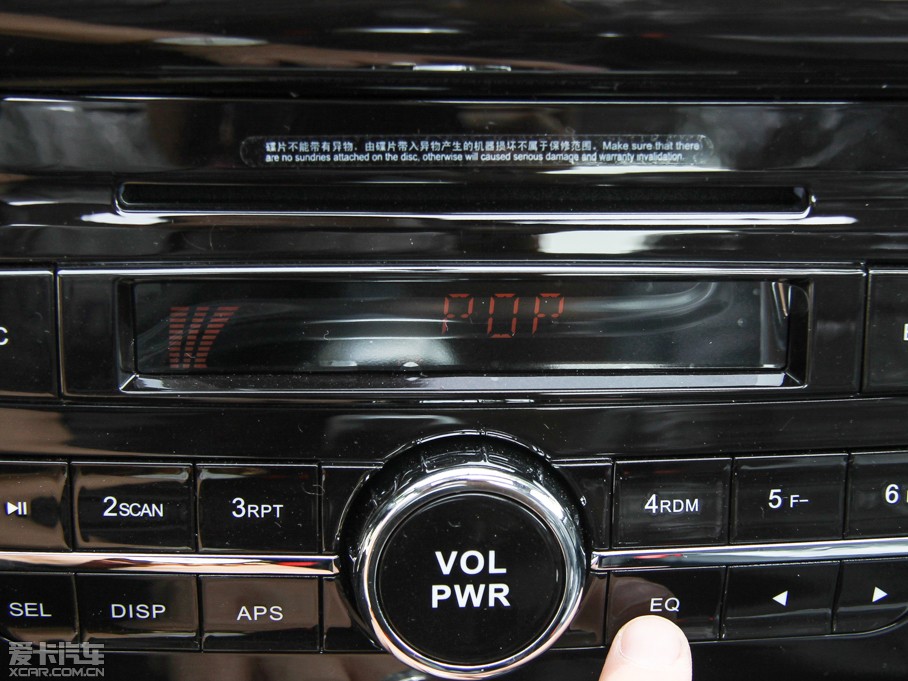 碟片不能带有异物，由碟片带入异物产生的机器损坏不属于保修范围。Make sure that there
are no sundries attached on the disc, otherwise will caused serious damage and warranty invalidation.
POP
C
E
2SCAN
3RPT
VOL
PWR
4RDM
5 F-
6
SEL
DISP
APS
EQ
爱卡汽车
XCAR.COM.CN